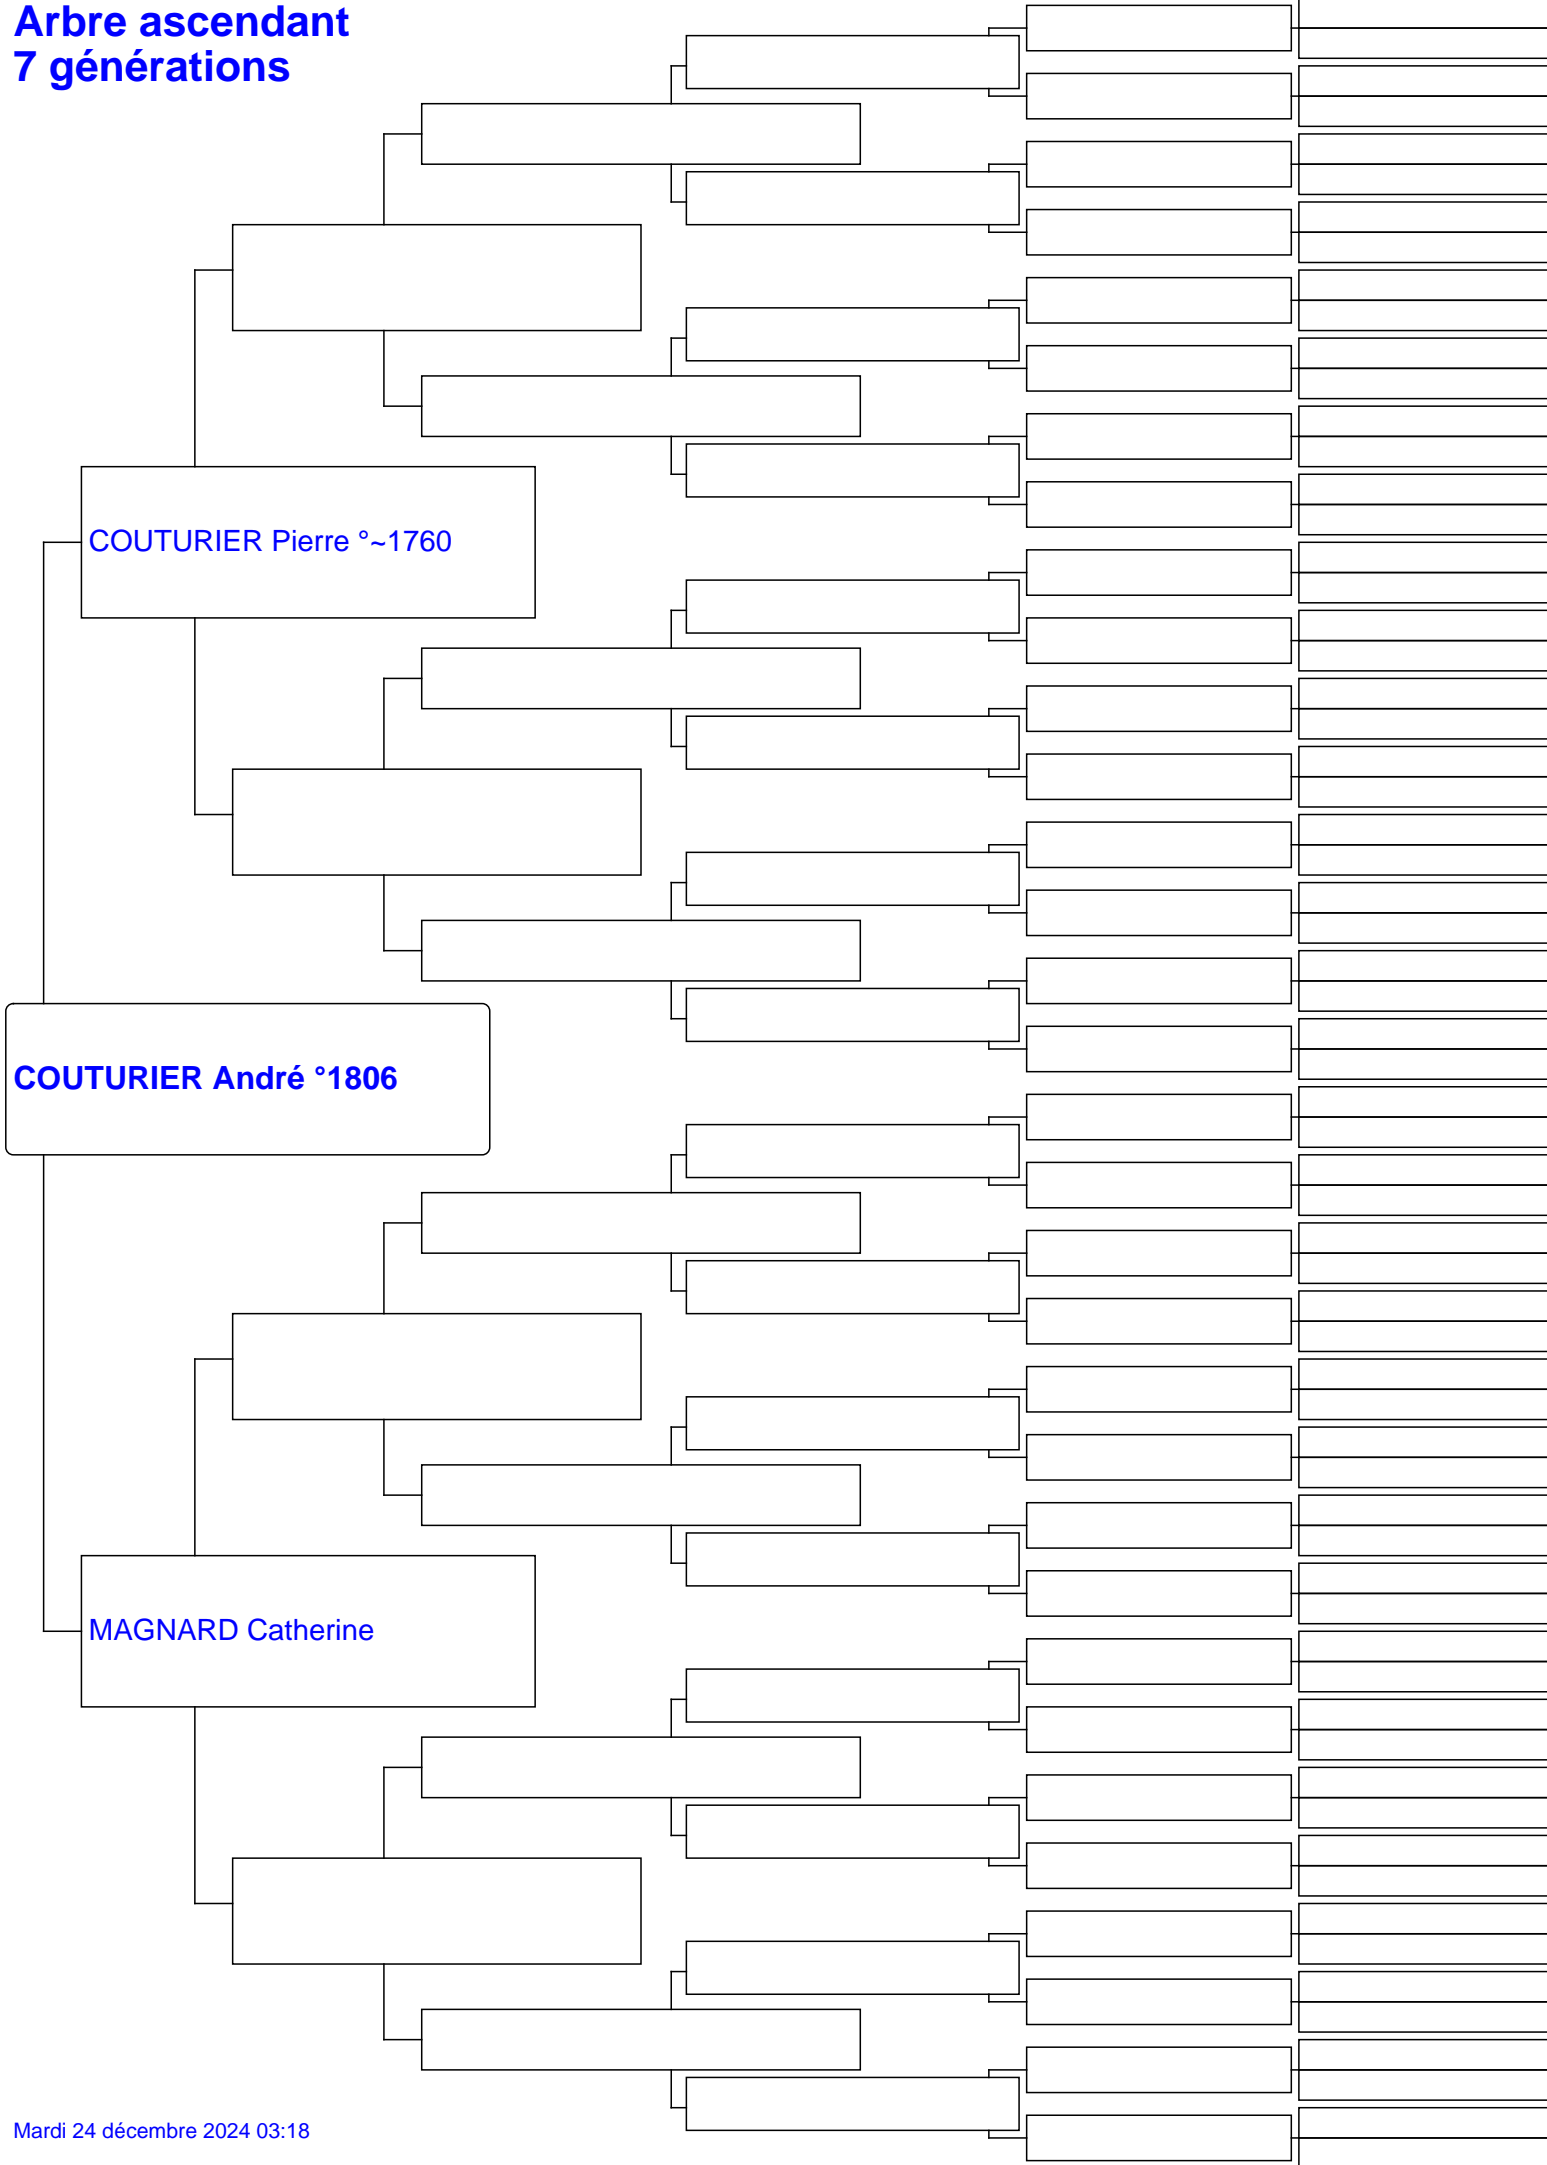 Arbre ascendant
7 générations
COUTURIER Pierre °~1760
COUTURIER André °1806
MAGNARD Catherine
Mardi 24 décembre 2024 03:18